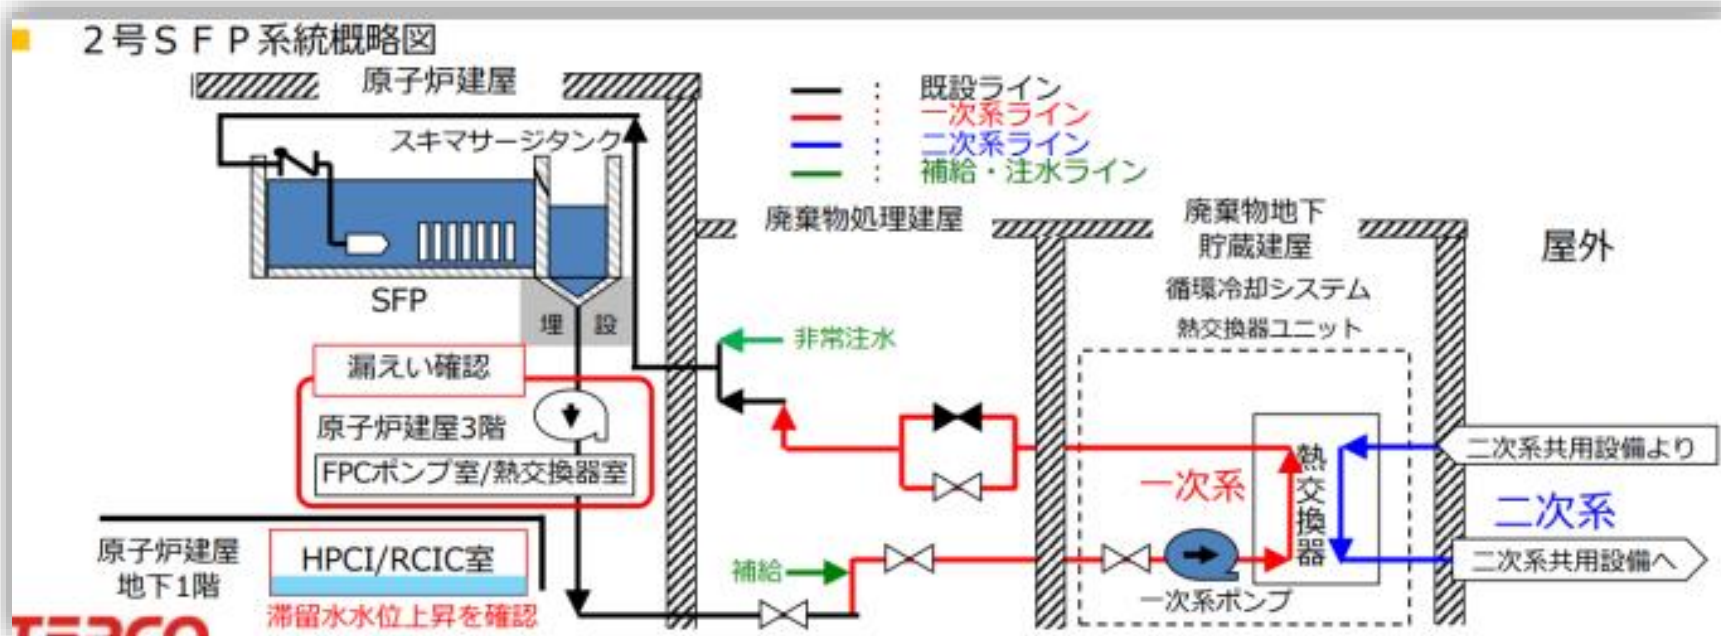 2号SFP系統概略図
原子炉建屋
既設ライン
一次系ライン
二次系ライン
補給・注水ライン
スキマサージタンク
SFP
埋設
漏えい確認
原子炉建屋3階
FPCポンプ室/熱交換器室
原子炉建屋
地下1階
HPCI/RCIC室
滞留水水位上昇を確認
廃棄物処理建屋
非常注水
補給
廃棄物地下
貯蔵建屋
循環冷却システム
熱交換器ユニット
一次系
熱交換器
一次系ポンプ
屋外
二次系共用設備より
二次系
二次系共用設備へ
TEPCO